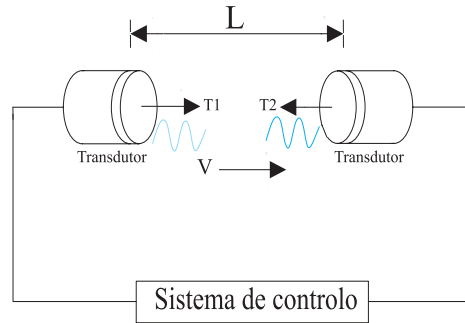 L
T1
T2
Transdutor
Transdutor
V
Sistema de controlo